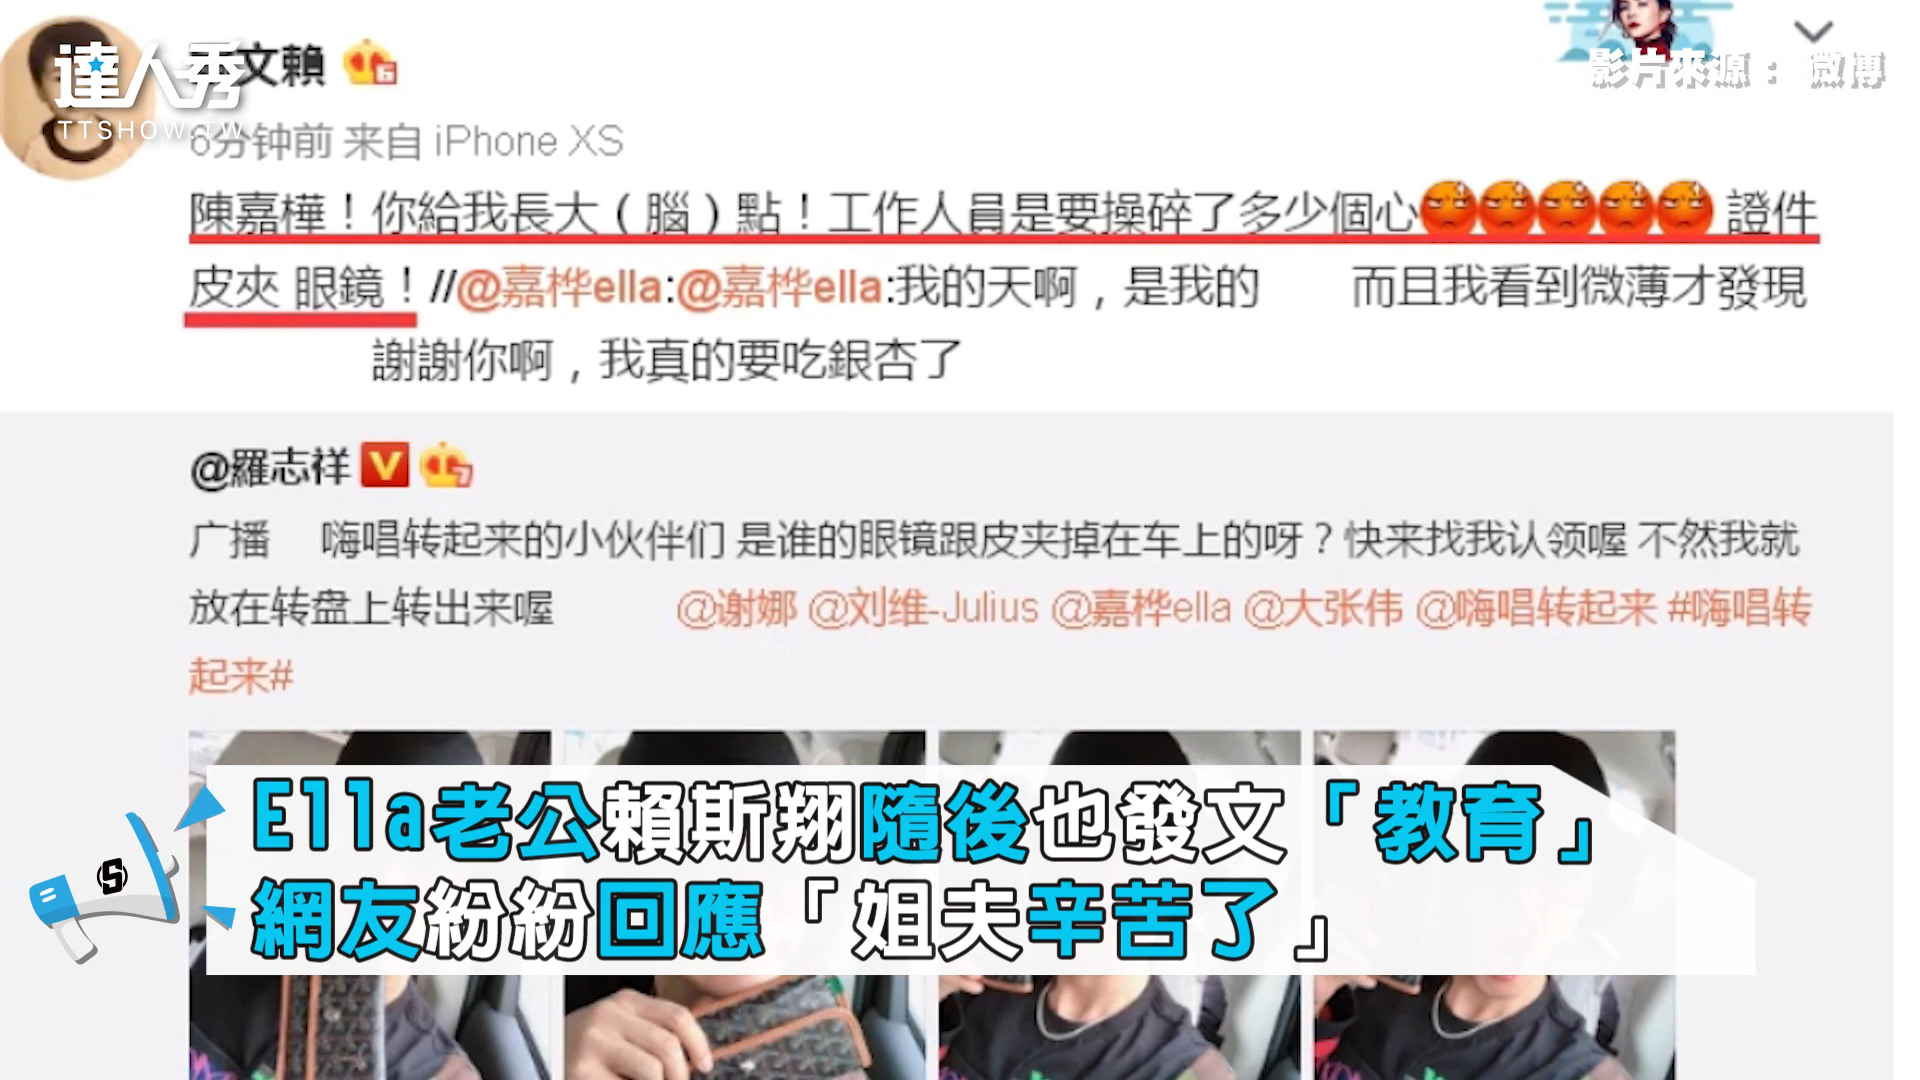 達人秀
TTSHOW.TW
文賴
影片來源：微博
6分钟前 来自 iPhone XS
陳嘉樺！你給我長大（腦）點！工作人員是要操碎了多少個心 證件
皮夾 眼鏡！//@嘉桦ella:@嘉桦ella:我的天啊，是我的 而且我看到微薄才發現
謝謝你啊，我真的要吃銀杏了
@羅志祥
广播 嗨唱转起来的小伙伴们 是谁的眼镜跟皮夹掉在车上的呀？快来找我认领喔 不然我就
放在转盘上转出来喔 @谢娜 @刘维-Julius @嘉桦ella @大张伟 @嗨唱转起来 #嗨唱转
起来#
Ella老公賴斯翔隨後也發文「教育」
網友紛紛回應「姐夫辛苦了」